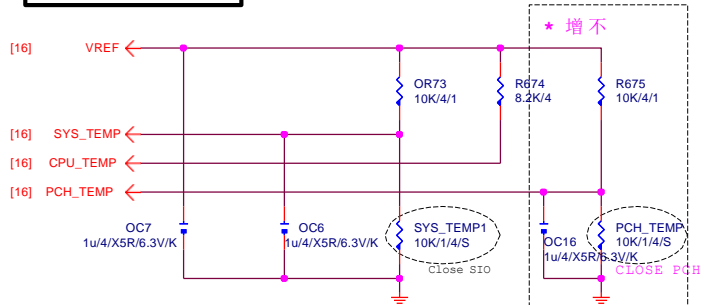 * 增不
[16] VREF
OR73
10K/4/1
R674
8.2K/4
R675
10K/4/1
[16] SYS_TEMP
[16] CPU_TEMP
[16] PCH_TEMP
OC7
1u/4/X5R/6.3V/K
OC6
1u/4/X5R/6.3V/K
SYS_TEMP1
10K/1/4/S
Close SIO
OC16
1u/4/X5R/6.3V/K
PCH_TEMP
10K/1/4/S
CLOSE PCH